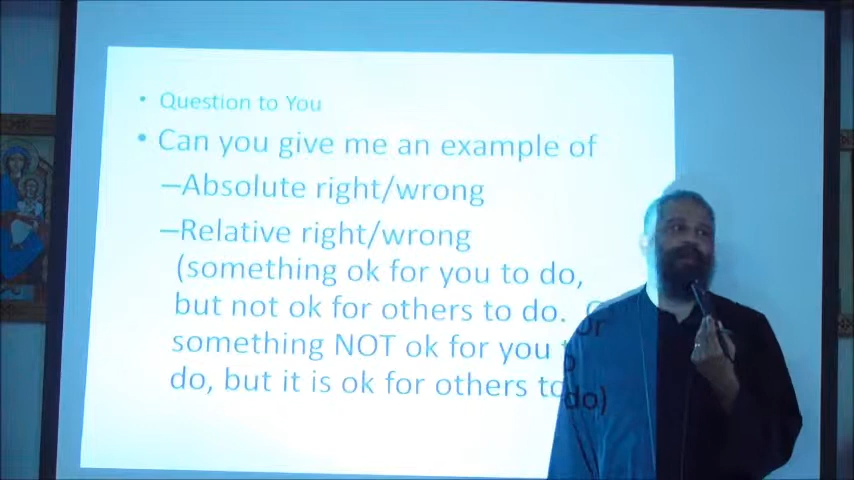 • Question to You
• Can you give me an example of
–Absolute right/wrong
–Relative right/wrong
(something ok for you to do,
but not ok for others to do. Or
something NOT ok for you to
do, but it is ok for others to do)